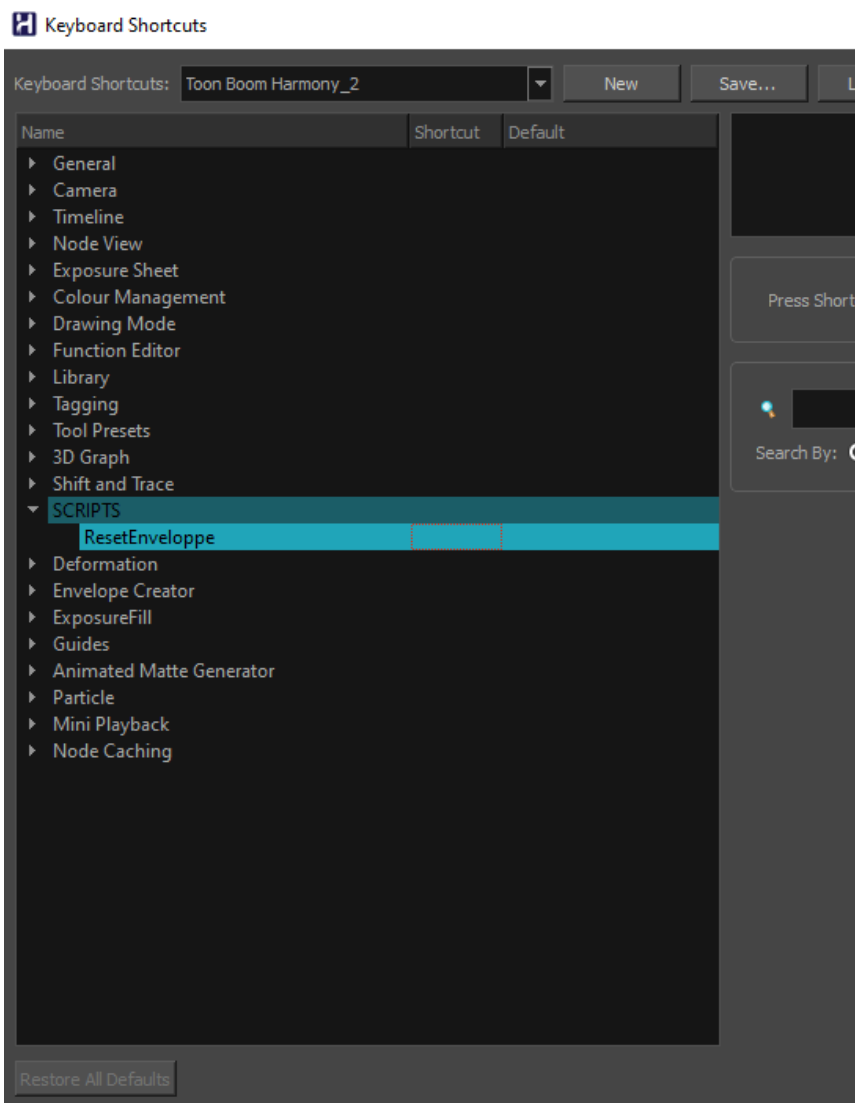 Keyboard Shortcuts
Keyboard Shortcuts: Toon Boom Harmony_2 New Save... L
Name Shortcut Default
General
Camera
Timeline
Node View
Exposure Sheet
Colour Management
Drawing Mode
Function Editor
Library
Tagging
Tool Presets
3D Graph
Shift and Trace
SCRIPTS
ResetEnveloppe
Deformation
Envelope Creator
ExposureFill
Guides
Animated Matte Generator
Particle
Mini Playback
Node Caching
Press Short
Search By:
Restore All Defaults